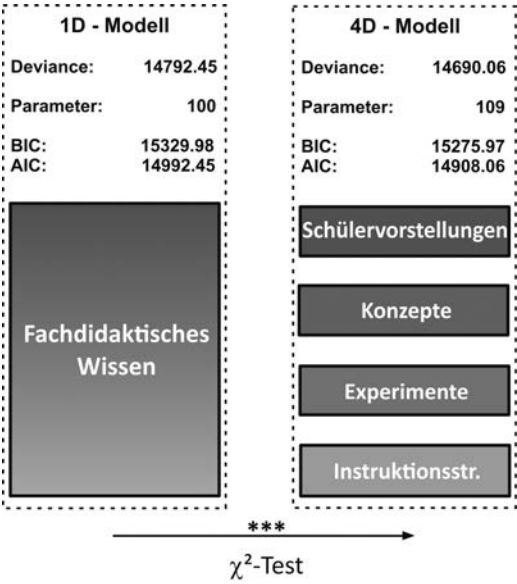 1D - Modell
Deviance: 14792.45
Parameter: 100
BIC: 15329.98
AIC: 14992.45
Fachdidaktisches
Wissen
4D - Modell
Deviance: 14690.06
Parameter: 109
BIC: 15275.97
AIC: 14908.06
Schülervorstellungen
Konzepte
Experimente
Instruktionsstr.
***
χ²-Test